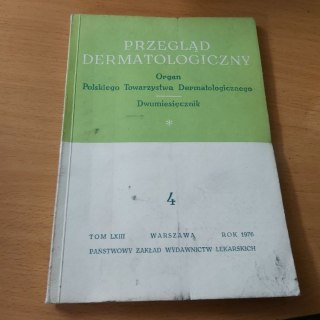 PRZEGLĄD
DERMATOLOGICZNY
Organ
Polskiego Towarzystwa Dermatologicznego
Dwumiesięcznik
*
4
TOM LXIII WARSZAWA ROK 1976
PAŃSTWOWY ZAKŁAD WYDAWNICTW LEKARSKICH